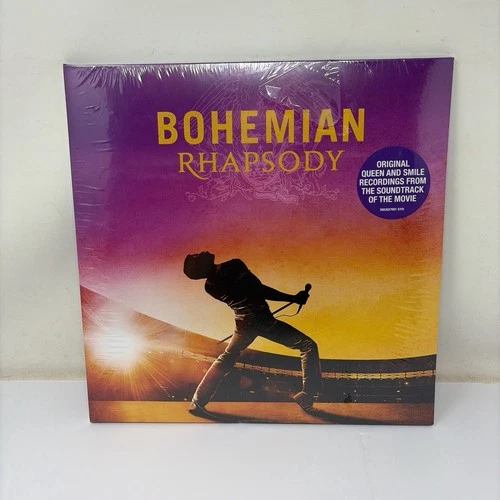 BOHEMIAN
RHAPSODY
ORIGINAL
QUEEN AND SMILE
RECORDINGS FROM
THE SOUNDTRACK
OF THE MOVIE